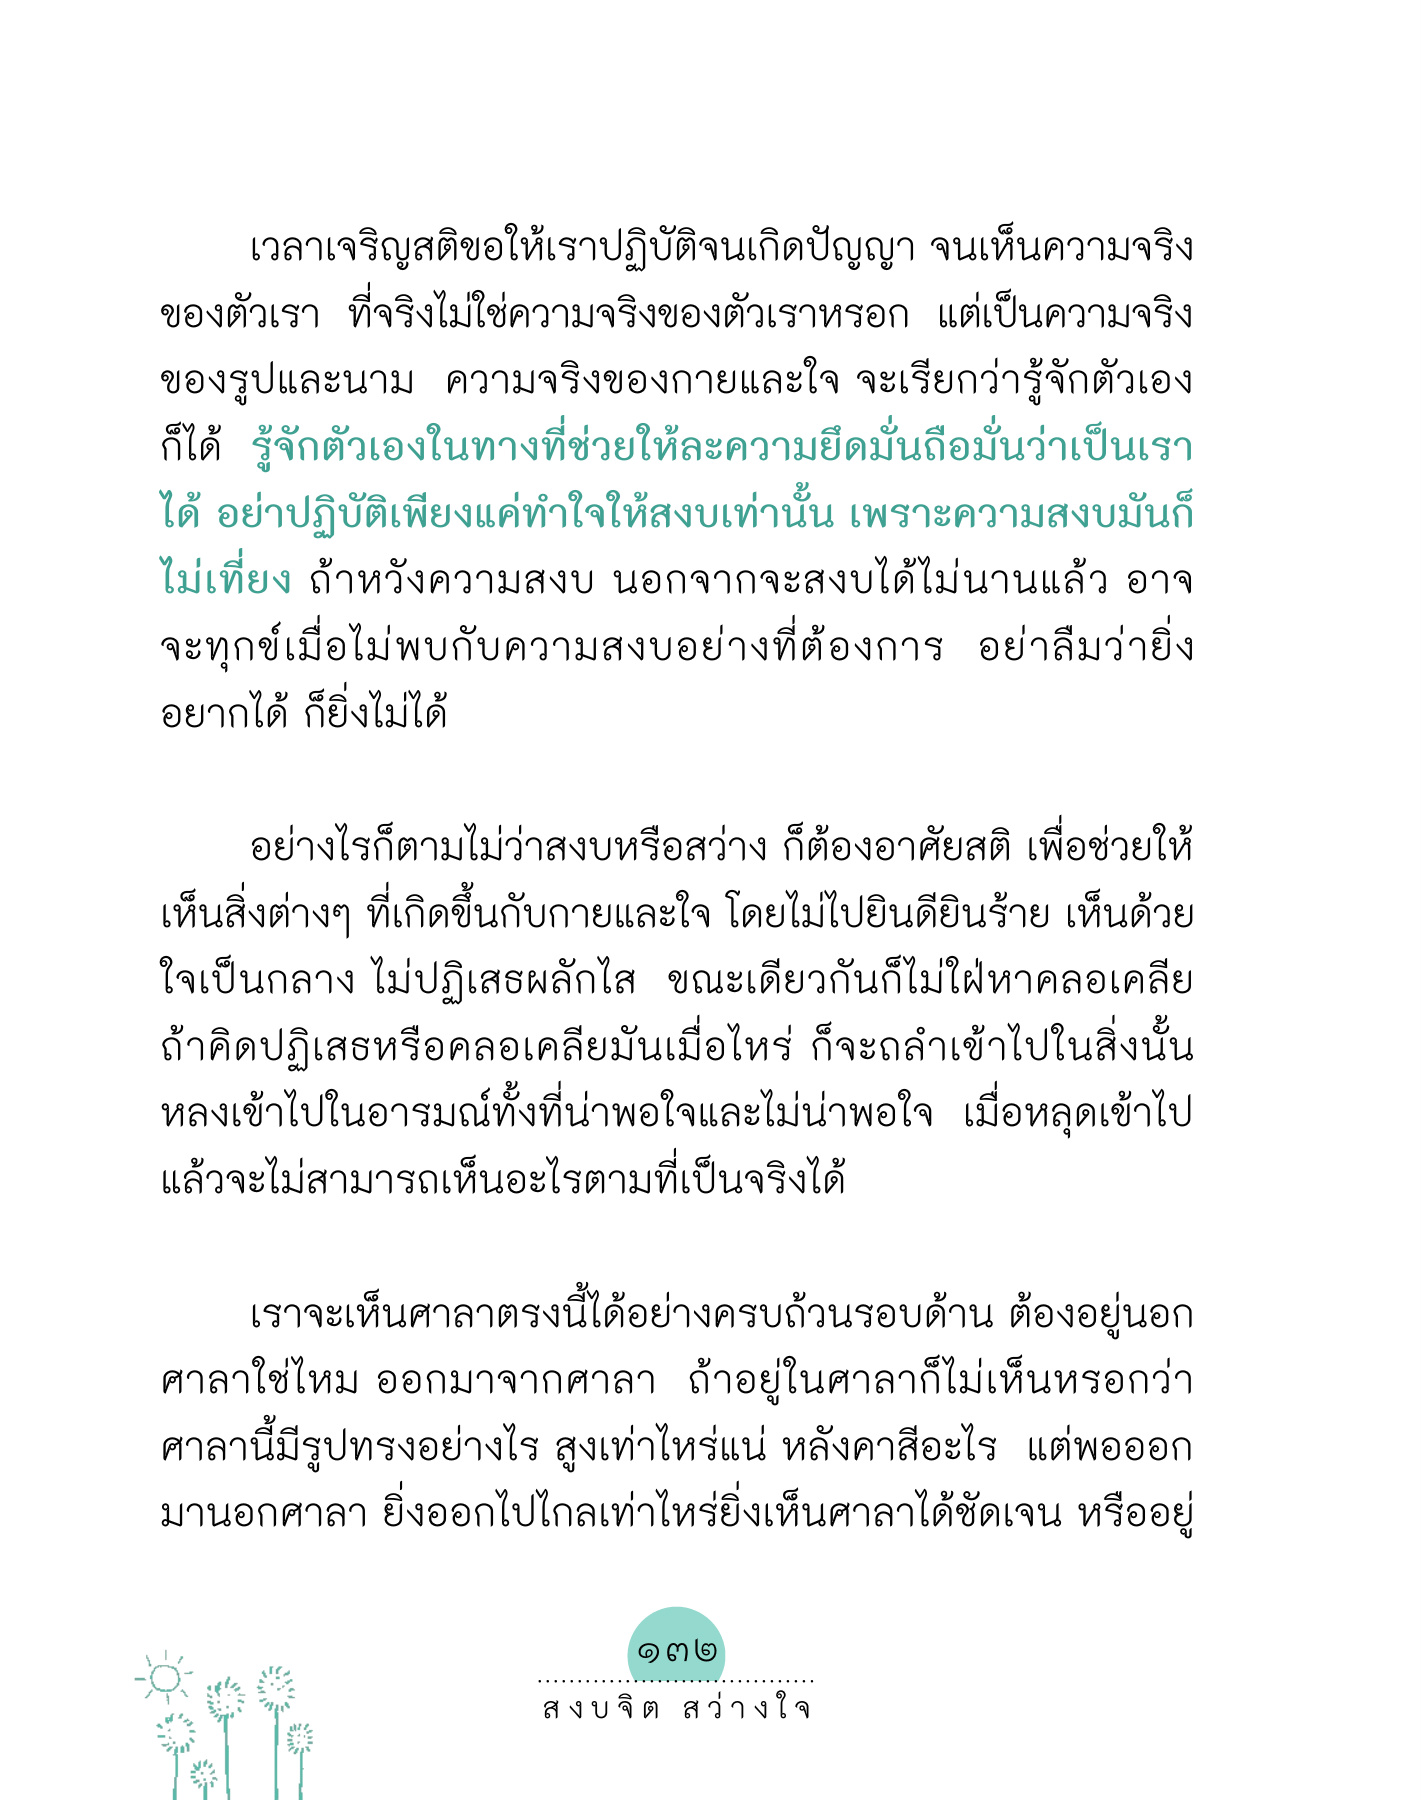 เวลาเจริญสติขอให้เราปฏิบัติจนเกิดปัญญา จนเห็นความจริง
ของตัวเรา ที่จริงไม่ใช่ความจริงของตัวเราหรอก แต่เป็นความจริง
ของรูปและนาม ความจริงของกายและใจ จะเรียกว่ารู้จักตัวเอง
ก็ได้ รู้จักตัวเองในทางที่ช่วยให้ละความยึดมั่นถือมั่นว่าเป็นเรา
ได้ อย่าปฏิบัติเพียงแค่ทำใจให้สงบเท่านั้น เพราะความสงบมันก็
ไม่เที่ยง ถ้าหวังความสงบ นอกจากจะสงบได้ไม่นานแล้ว อาจ
จะทุกข์เมื่อไม่พบกับความสงบอย่างที่ต้องการ อย่าลืมว่ายิ่ง
อยากได้ ก็ยิ่งไม่ได้
อย่างไรก็ตามไม่ว่าสงบหรือสว่าง ก็ต้องอาศัยสติ เพื่อช่วยให้
เห็นสิ่งต่างๆ ที่เกิดขึ้นกับกายและใจ โดยไม่ไปยินดียินร้าย เห็นด้วย
ใจเป็นกลาง ไม่ปฏิเสธผลักไส ขณะเดียวกันก็ไม่ใฝ่หาคลอเคลีย
ถ้าคิดปฏิเสธหรือคลอเคลียมันเมื่อไหร่ ก็จะถลำเข้าไปในสิ่งนั้น
หลงเข้าไปในอารมณ์ทั้งที่น่าพอใจและไม่น่าพอใจ เมื่อหลุดเข้าไป
แล้วจะไม่สามารถเห็นอะไรตามที่เป็นจริงได้
เราจะเห็นศาลาตรงนี้ได้อย่างครบถ้วนรอบด้าน ต้องอยู่นอก
ศาลาใช่ไหม ออกมาจากศาลา ถ้าอยู่ในศาลาก็ไม่เห็นหรอกว่า
ศาลานี้มีรูปทรงอย่างไร สูงเท่าไหร่แน่ หลังคาสีอะไร แต่พอออก
มานอกศาลา ยิ่งออกไปไกลเท่าไหร่ยิ่งเห็นศาลาได้ชัดเจน หรืออยู่
๑๓๒
สงบจิต สว่างใจ